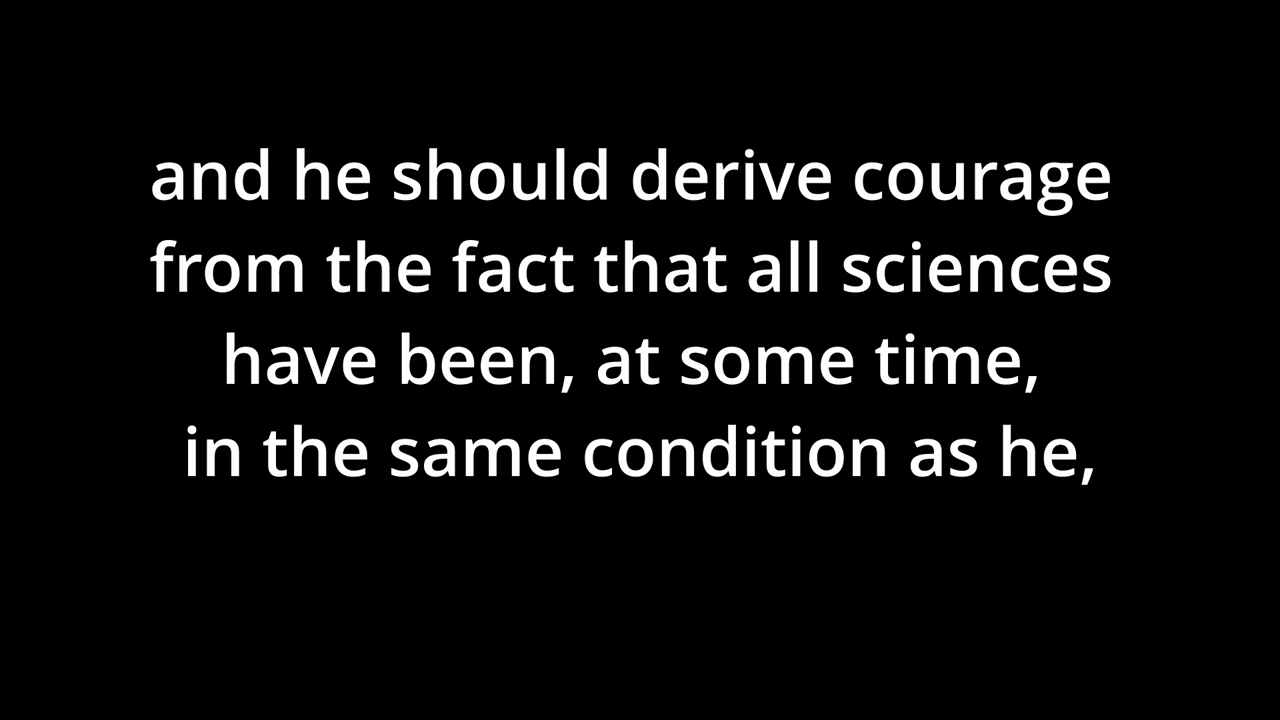 and he should derive courage
from the fact that all sciences
have been, at some time,
in the same condition as he,